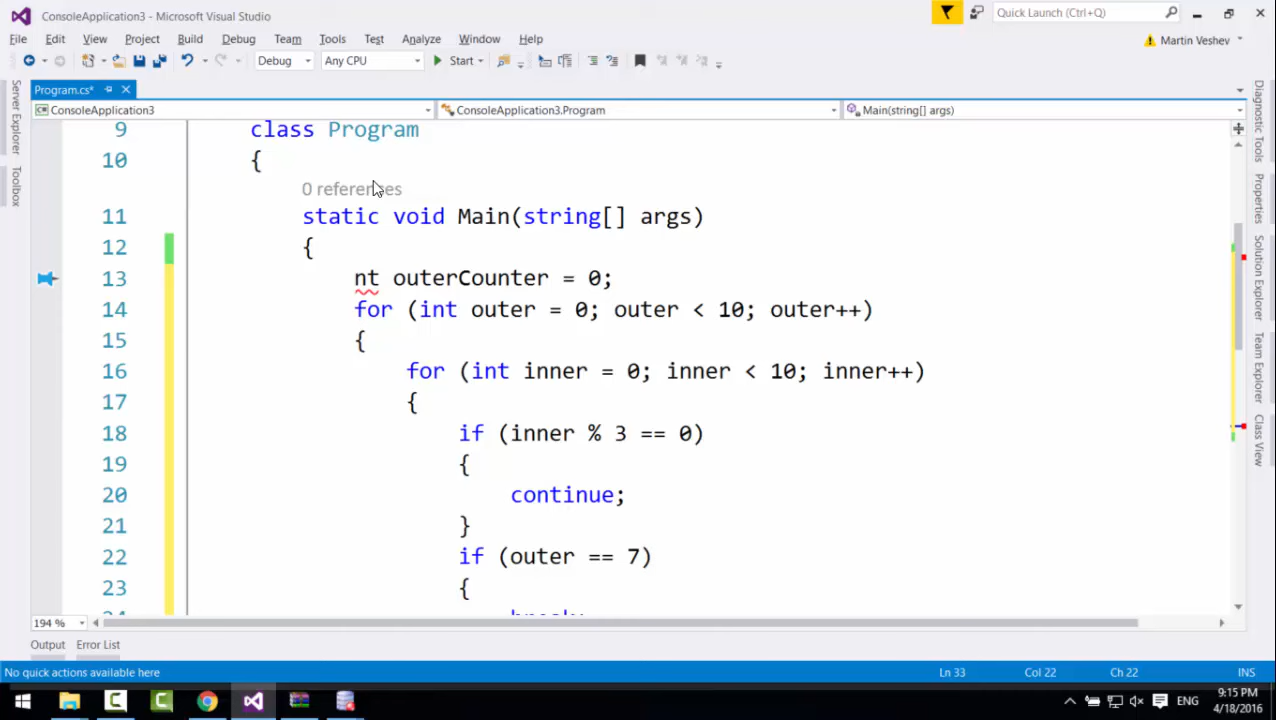 ConsoleApplication3 - Microsoft Visual Studio
Quick Launch (Ctrl+Q)
File Edit View Project Build Debug Team Tools Test Analyze Window Help
Martin Veshev
Debug Any CPU Start
Program.cs*
ConsoleApplication3 ConsoleApplication3.Program Main(string[] args)
Server Explorer
Toolbox
9 class Program
10 {
0 references
11 static void Main(string[] args)
12 {
13 nt outerCounter = 0;
14 for (int outer = 0; outer < 10; outer++)
15 {
16 for (int inner = 0; inner < 10; inner++)
17 {
18 if (inner % 3 == 0)
19 {
20 continue;
21 }
22 if (outer == 7)
23 {
24 break;
Diagnostic Tools
Properties
Solution Explorer
Team Explorer
Class View
194 %
Output Error List
No quick actions available here Ln 33 Col 22 Ch 22 INS
ENG
9:15 PM
4/18/2016